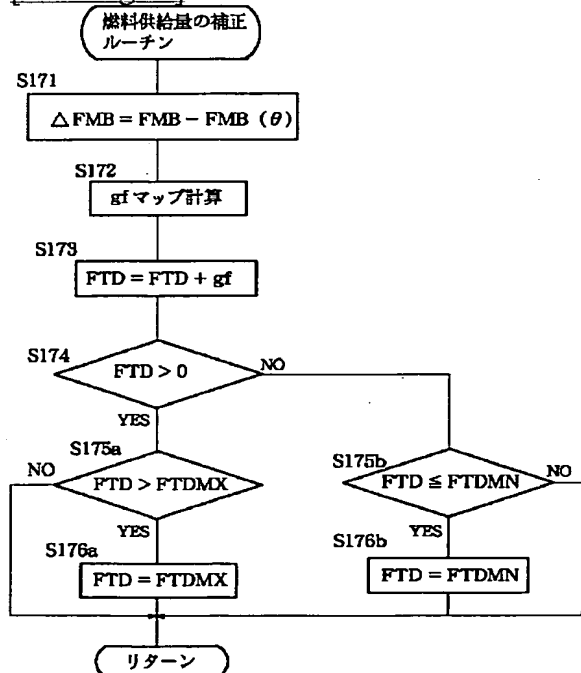 燃料供給量の補正
ルーチン
S171
△FMB = FMB − FMB (θ)
S172
gf マップ計算
S173
FTD = FTD + gf
S174
FTD > 0
NO
YES
S175a
NO
FTD > FTDMX
YES
S176a
FTD = FTDMX
S175b
FTD ≦ FTDMN
NO
YES
S176b
FTD = FTDMN
リターン